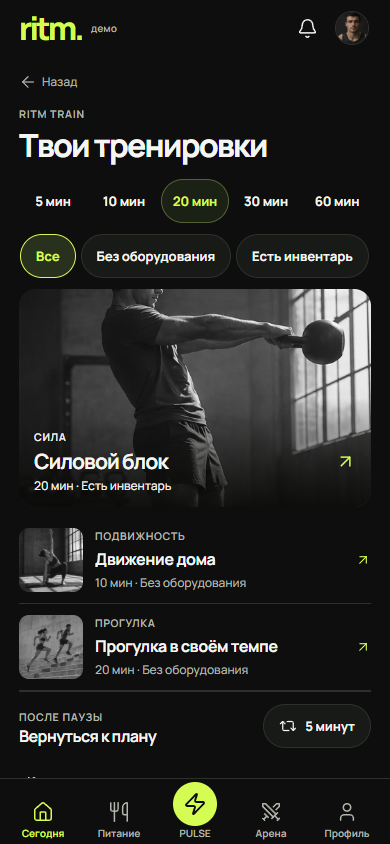 ritm. демо
Назад
RITM TRAIN
Твои тренировки
5 мин 10 мин 20 мин 30 мин 60 мин
Все Без оборудования Есть инвентарь
СИЛА
Силовой блок
20 мин · Есть инвентарь
ПОДВИЖНОСТЬ
Движение дома
10 мин · Без оборудования
ПРОГУЛКА
Прогулка в своём темпе
20 мин · Без оборудования
ПОСЛЕ ПАУЗЫ
Вернуться к плану
5 минут
Сегодня Питание PULSE Арена Профиль